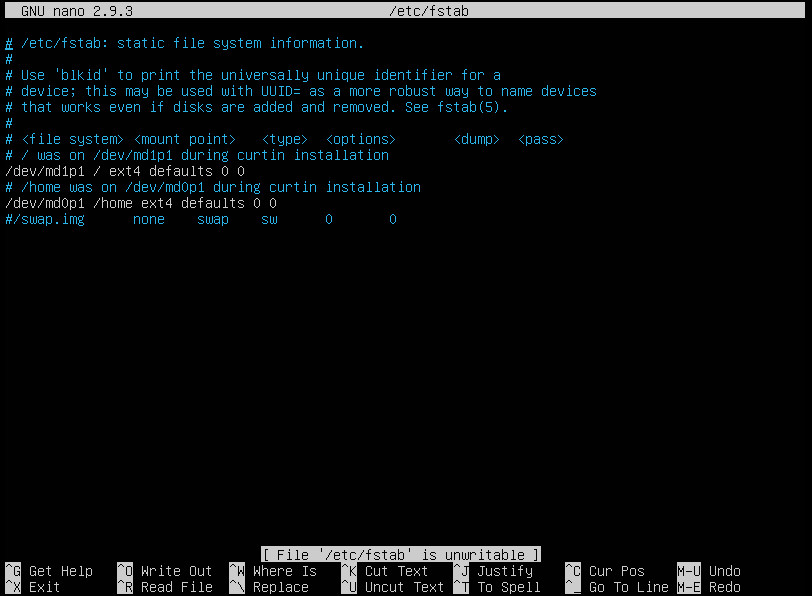 GNU nano 2.9.3 /etc/fstab
# /etc/fstab: static file system information.
#
# Use 'blkid' to print the universally unique identifier for a
# device; this may be used with UUID= as a more robust way to name devices
# that works even if disks are added and removed. See fstab(5).
#
# <file system> <mount point>   <type>  <options>       <dump>  <pass>
# / was on /dev/md1p1 during curtin installation
/dev/md1p1 / ext4 defaults 0 0
# /home was on /dev/md0p1 during curtin installation
/dev/md0p1 /home ext4 defaults 0 0
#/swap.img      none    swap    sw      0       0
[ File '/etc/fstab' is unwritable ]
^G Get Help ^O Write Out ^W Where Is ^K Cut Text ^J Justify ^C Cur Pos M-U Undo
^X Exit ^R Read File ^\ Replace ^U Uncut Text ^T To Spell ^_ Go To Line M-E Redo